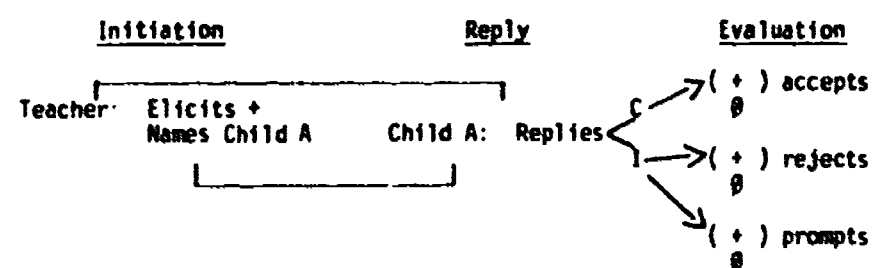 Initiation Reply Evaluation
( + ) accepts
Teacher: Elicits + C ∅
Names Child A Child A: Replies
I ( + ) rejects
∅
( + ) prompts
∅